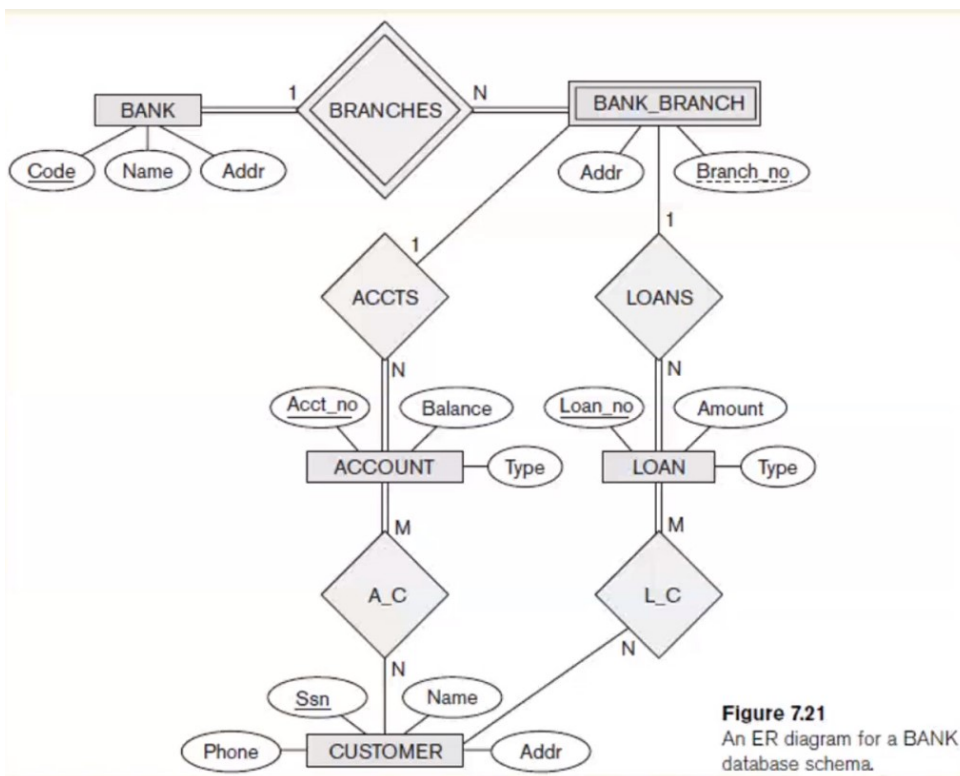 1 N
BANK BRANCHES BANK_BRANCH
Code Name Addr Addr Branch_no
1 1
ACCTS LOANS
N N
Acct_no Balance Loan_no Amount
ACCOUNT Type LOAN Type
M M
A_C L_C
N N
Ssn Name
Phone CUSTOMER Addr
Figure 7.21
An ER diagram for a BANK
database schema.